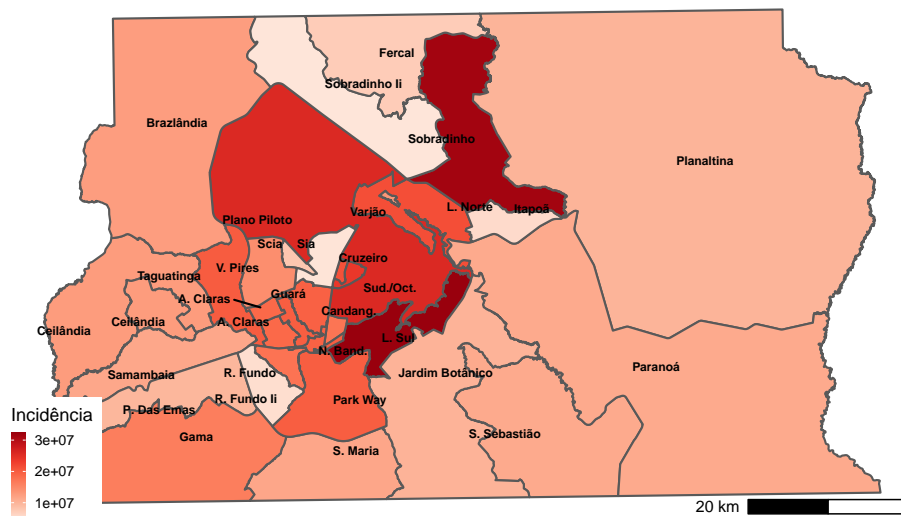 Fercal
Sobradinho Ii
Brazlândia
Sobradinho
Planaltina
Plano Piloto
Varjão
L. Norte
Itapoã
Scia
Sia
Cruzeiro
Taguatinga
V. Pires
Guará
Sud./Oct.
A. Claras
Candang.
Ceilândia
Ceilândia
A. Claras
L. Sul
N. Band.
Samambaia
R. Fundo
Jardim Botânico
Paranoá
R. Fundo Ii
Park Way
P. Das Emas
Gama
S. Sebastião
S. Maria
Incidência
3e+07
2e+07
1e+07
20 km